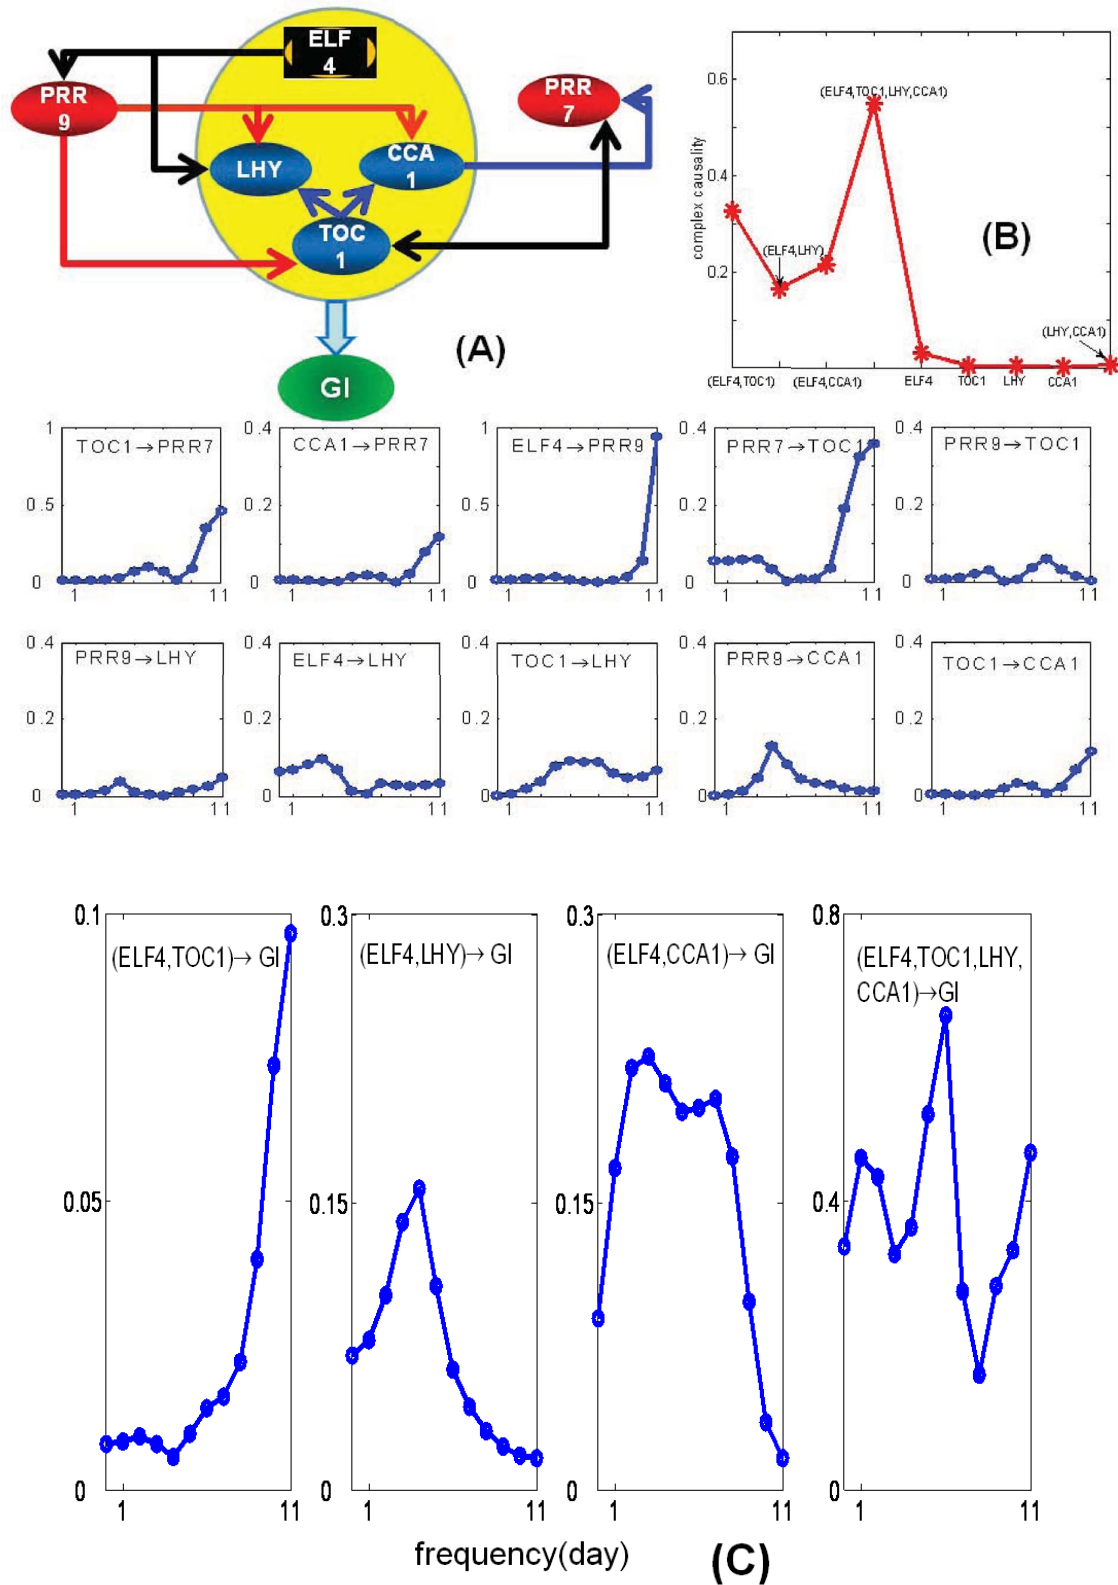 ELF
4
PRR
9
PRR
7
LHY
CCA
1
TOC
1
GI
(A)
complex causality
0.6
0.4
0.2
(ELF4,TOC1,LHY,CCA1)
(B)
(ELF4,LHY)
(LHY,CCA1)
(ELF4,TOC1)
(ELF4,CCA1)
ELF4
TOC1
LHY
CCA1
TOC1→PRR7
1
0.5
0
1
11
CCA1→PRR7
0.4
0.2
0
1
11
ELF4→PRR9
1
0.5
0
1
11
PRR7→TOC1
0.4
0.2
0
1
11
PRR9→TOC1
0.4
0.2
0
1
11
PRR9→LHY
0.4
0.2
0
1
11
ELF4→LHY
0.4
0.2
0
1
11
TOC1→LHY
0.4
0.2
0
1
11
PRR9→CCA1
0.4
0.2
0
1
11
TOC1→CCA1
0.4
0.2
0
1
11
0.1
0.05
0
(ELF4,TOC1)→GI
1
11
0.3
0.15
0
(ELF4,LHY)→GI
1
11
0.3
0.15
0
(ELF4,CCA1)→GI
1
11
0.8
0.4
0
(ELF4,TOC1,LHY,
CCA1)→GI
1
11
frequency(day)
(C)